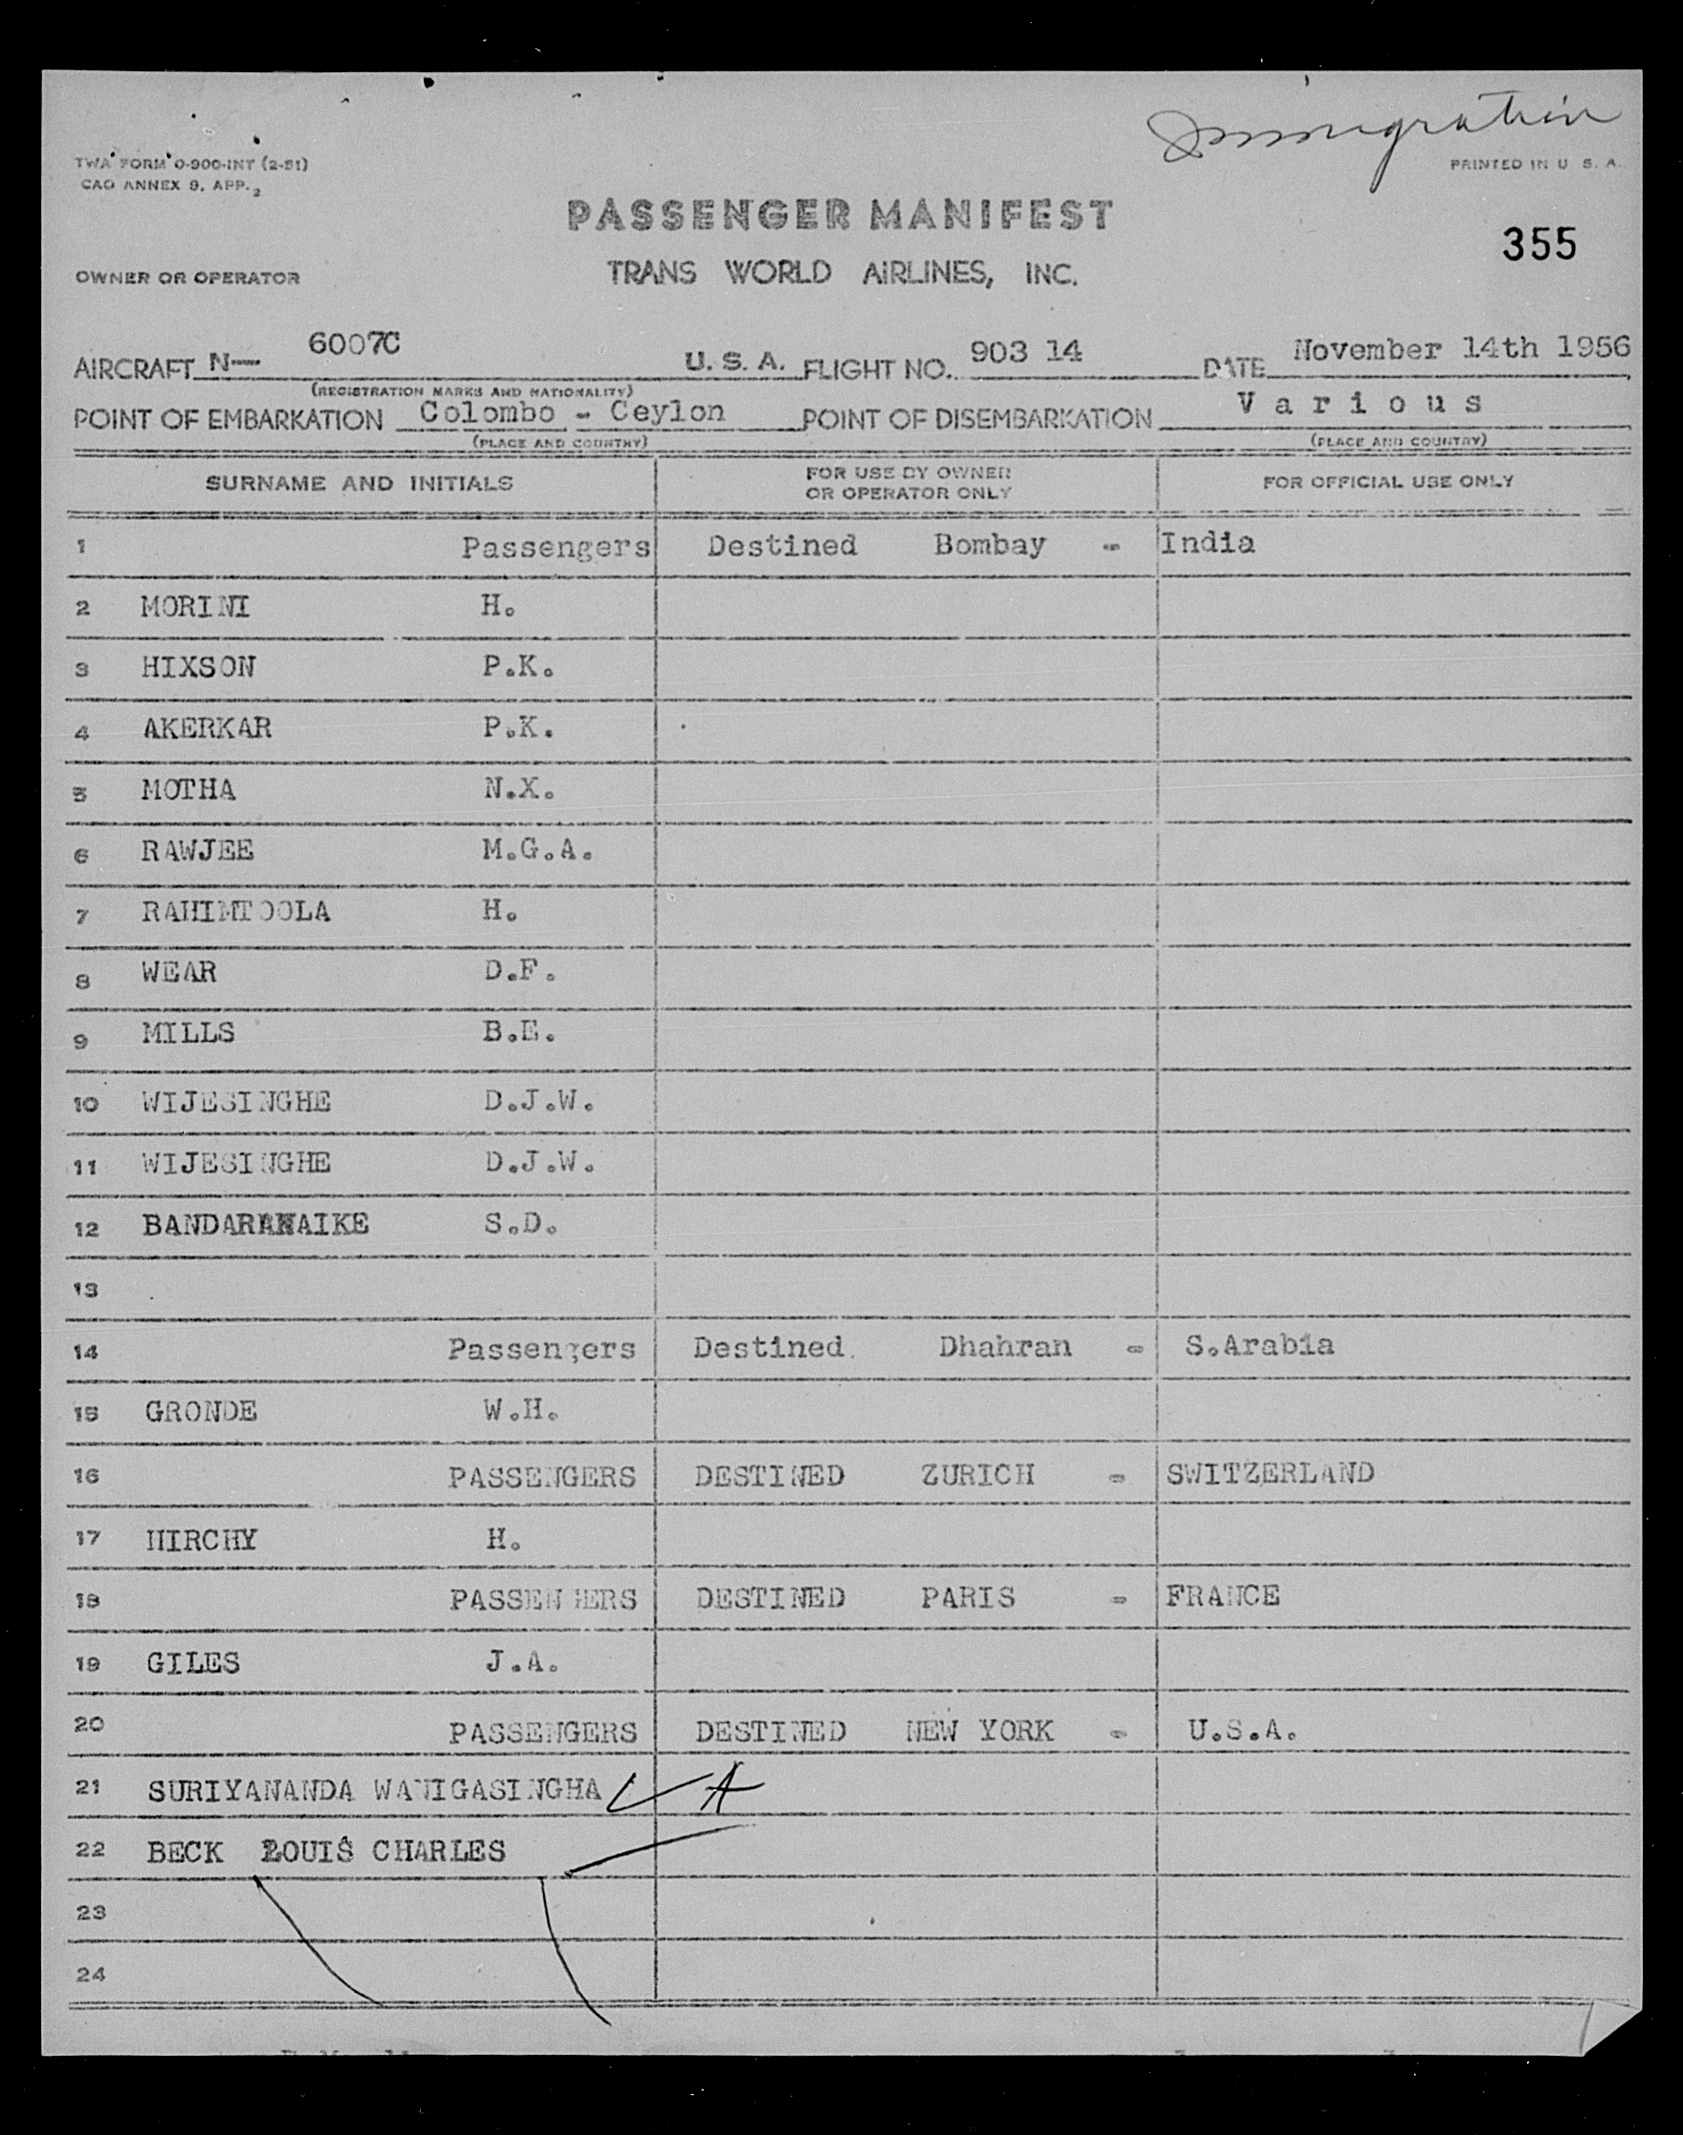 Immigration
TWA FORM O-900-INT (2-51)
CAO ANNEX 9, APP. 2
PRINTED IN U. S. A.
PASSENGER MANIFEST
355
OWNER OR OPERATOR TRANS WORLD AIRLINES, INC.
AIRCRAFT N— 6007C U. S. A. FLIGHT NO. 903 14 DATE November 14th 1956
(REGISTRATION MARKS AND NATIONALITY)
POINT OF EMBARKATION Colombo - Ceylon POINT OF DISEMBARKATION Various
(PLACE AND COUNTRY) (PLACE AND COUNTRY)
SURNAME AND INITIALS FOR USE BY OWNER OR OPERATOR ONLY FOR OFFICIAL USE ONLY
1 Passengers Destined Bombay - India
2 MORINI H.
3 HIXSON P.K.
4 AKERKAR P.K.
5 MOTHA N.X.
6 RAWJEE M.G.A.
7 RAHIMTOOLA H.
8 WEAR D.F.
9 MILLS B.E.
10 WIJESINGHE D.J.W.
11 WIJESINGHE D.J.W.
12 BANDARANAIKE S.D.
13
14 Passengers Destined. Dhahran - S.Arabia
15 GRONDE W.H.
16 PASSENGERS DESTINED ZURICH - SWITZERLAND
17 HIRCHY H.
18 PASSENGERS DESTINED PARIS - FRANCE
19 GILES J.A.
20 PASSENGERS DESTINED NEW YORK - U.S.A.
21 SURIYANANDA WANIGASINGHA A
22 BECK LOUIS CHARLES
23
24